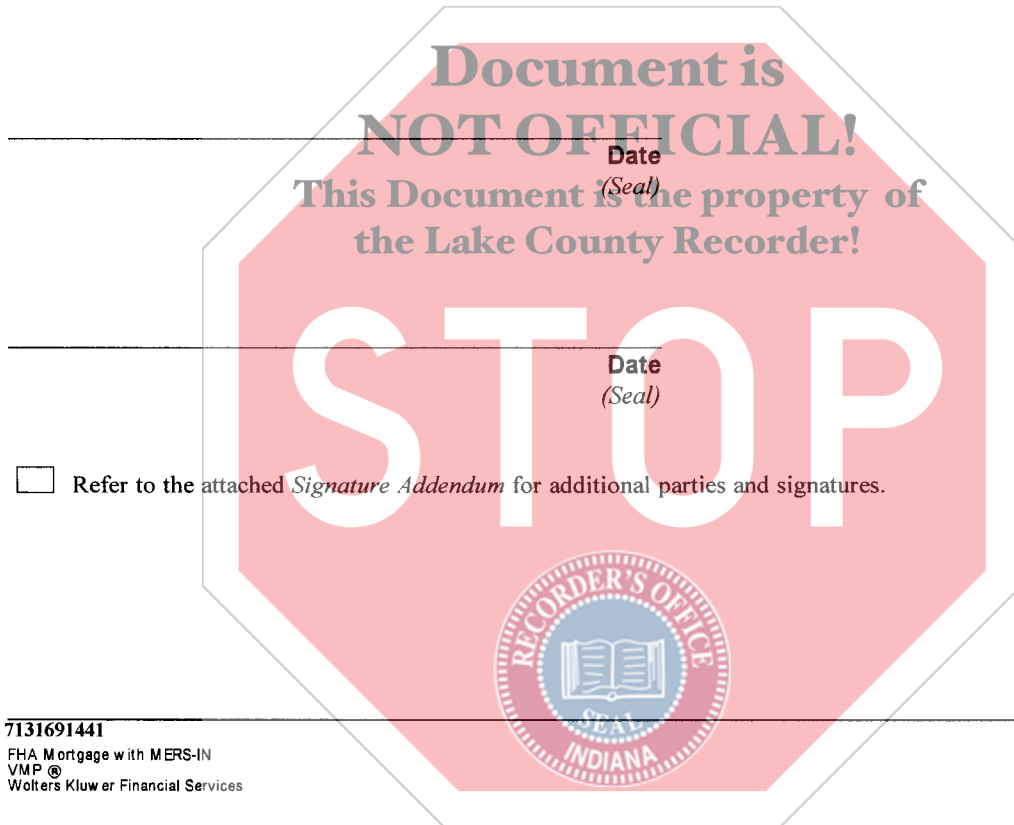 Document is
NOT OFFICIAL!
Date
(Seal)
This Document is the property of
the Lake County Recorder!
STOP
Date
(Seal)
Refer to the attached Signature Addendum for additional parties and signatures.
RECORDER'S OFFICE
SEAL
INDIANA
7131691441
FHA Mortgage with MERS-IN
VMP ®
Wolters Kluwer Financial Services